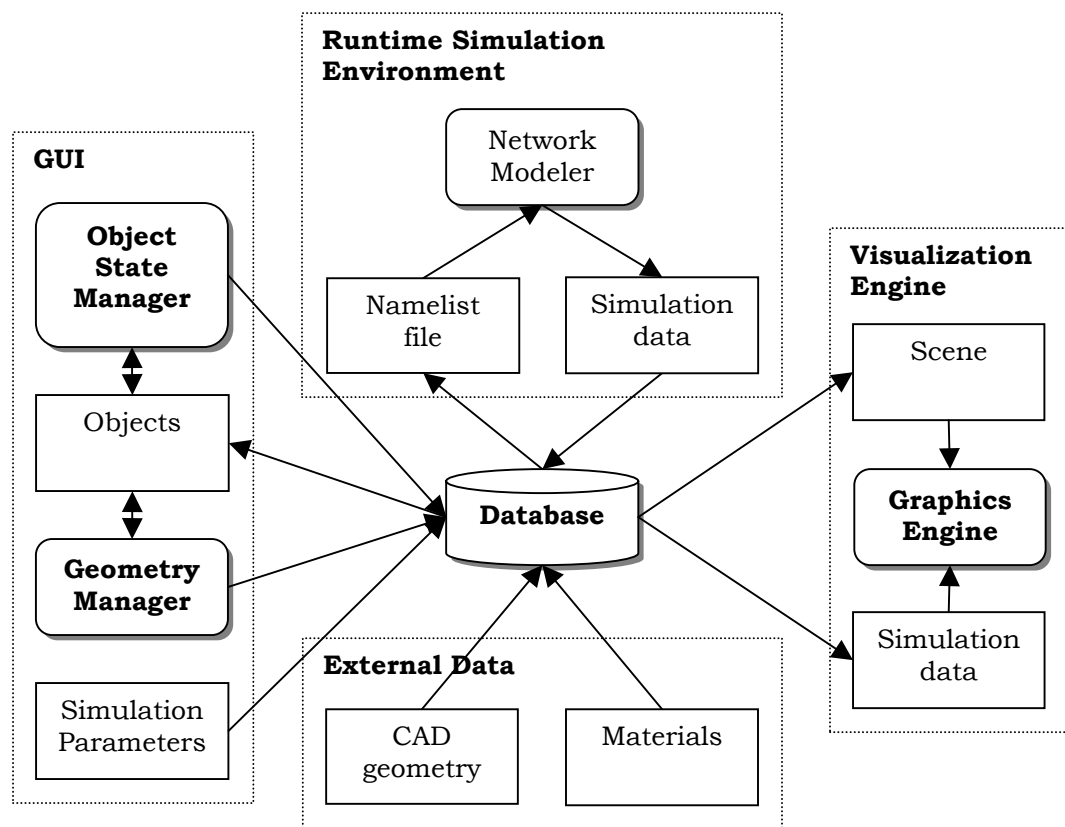 Runtime Simulation
Environment
Network
Modeler
Namelist
file
Simulation
data
GUI
Object
State
Manager
Objects
Geometry
Manager
Simulation
Parameters
Database
External Data
CAD
geometry
Materials
Visualization
Engine
Scene
Graphics
Engine
Simulation
data